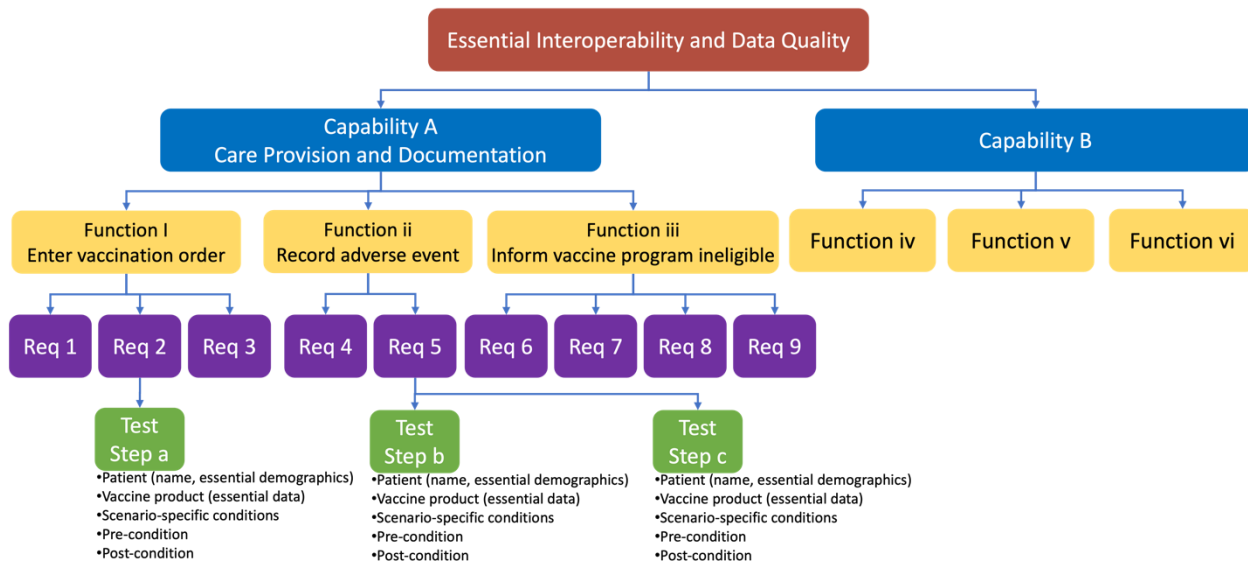 Essential Interoperability and Data Quality
Capability A
Care Provision and Documentation
Capability B
Function I
Enter vaccination order
Function ii
Record adverse event
Function iii
Inform vaccine program ineligible
Function iv
Function v
Function vi
Req 1
Req 2
Req 3
Req 4
Req 5
Req 6
Req 7
Req 8
Req 9
Test
Step a
•Patient (name, essential demographics)
•Vaccine product (essential data)
•Scenario-specific conditions
•Pre-condition
•Post-condition
Test
Step b
•Patient (name, essential demographics)
•Vaccine product (essential data)
•Scenario-specific conditions
•Pre-condition
•Post-condition
Test
Step c
•Patient (name, essential demographics)
•Vaccine product (essential data)
•Scenario-specific conditions
•Pre-condition
•Post-condition